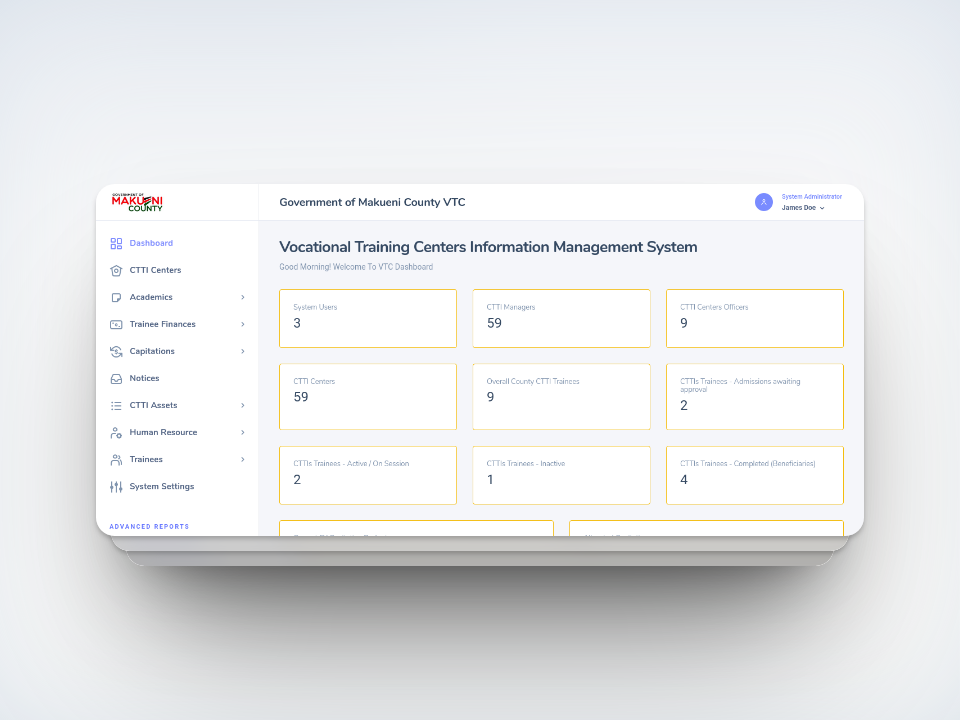 GOVERNMENT OF
MAKUENI
COUNTY
Government of Makueni County VTC
System Administrator
James Doe
Dashboard
CTTI Centers
Academics
Trainee Finances
Capitations
Notices
CTTI Assets
Human Resource
Trainees
System Settings
ADVANCED REPORTS
Vocational Training Centers Information Management System
Good Morning! Welcome To VTC Dashboard
System Users
3
CTTI Managers
59
CTTI Centers Officers
9
CTTI Centers
59
Overall County CTTI Trainees
9
CTTIs Trainees - Admissions awaiting
approval
2
CTTIs Trainees - Active / On Session
2
CTTIs Trainees - Inactive
1
CTTIs Trainees - Completed (Beneficiaries)
4